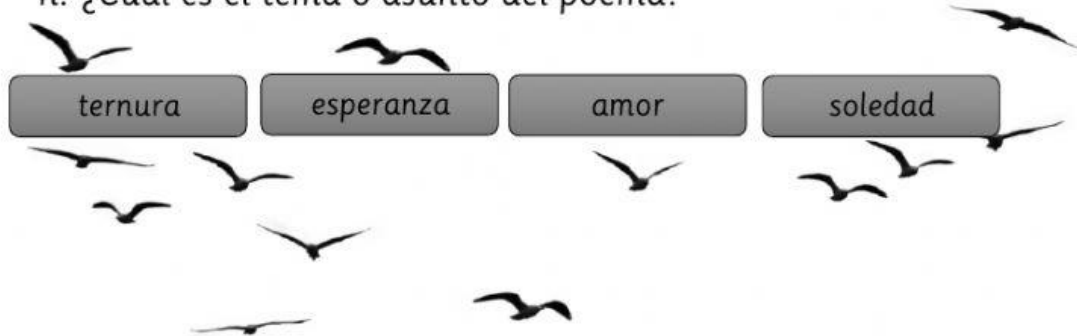 ¿Cuál es el tema o asunto del poema?
ternura
esperanza
amor
soledad